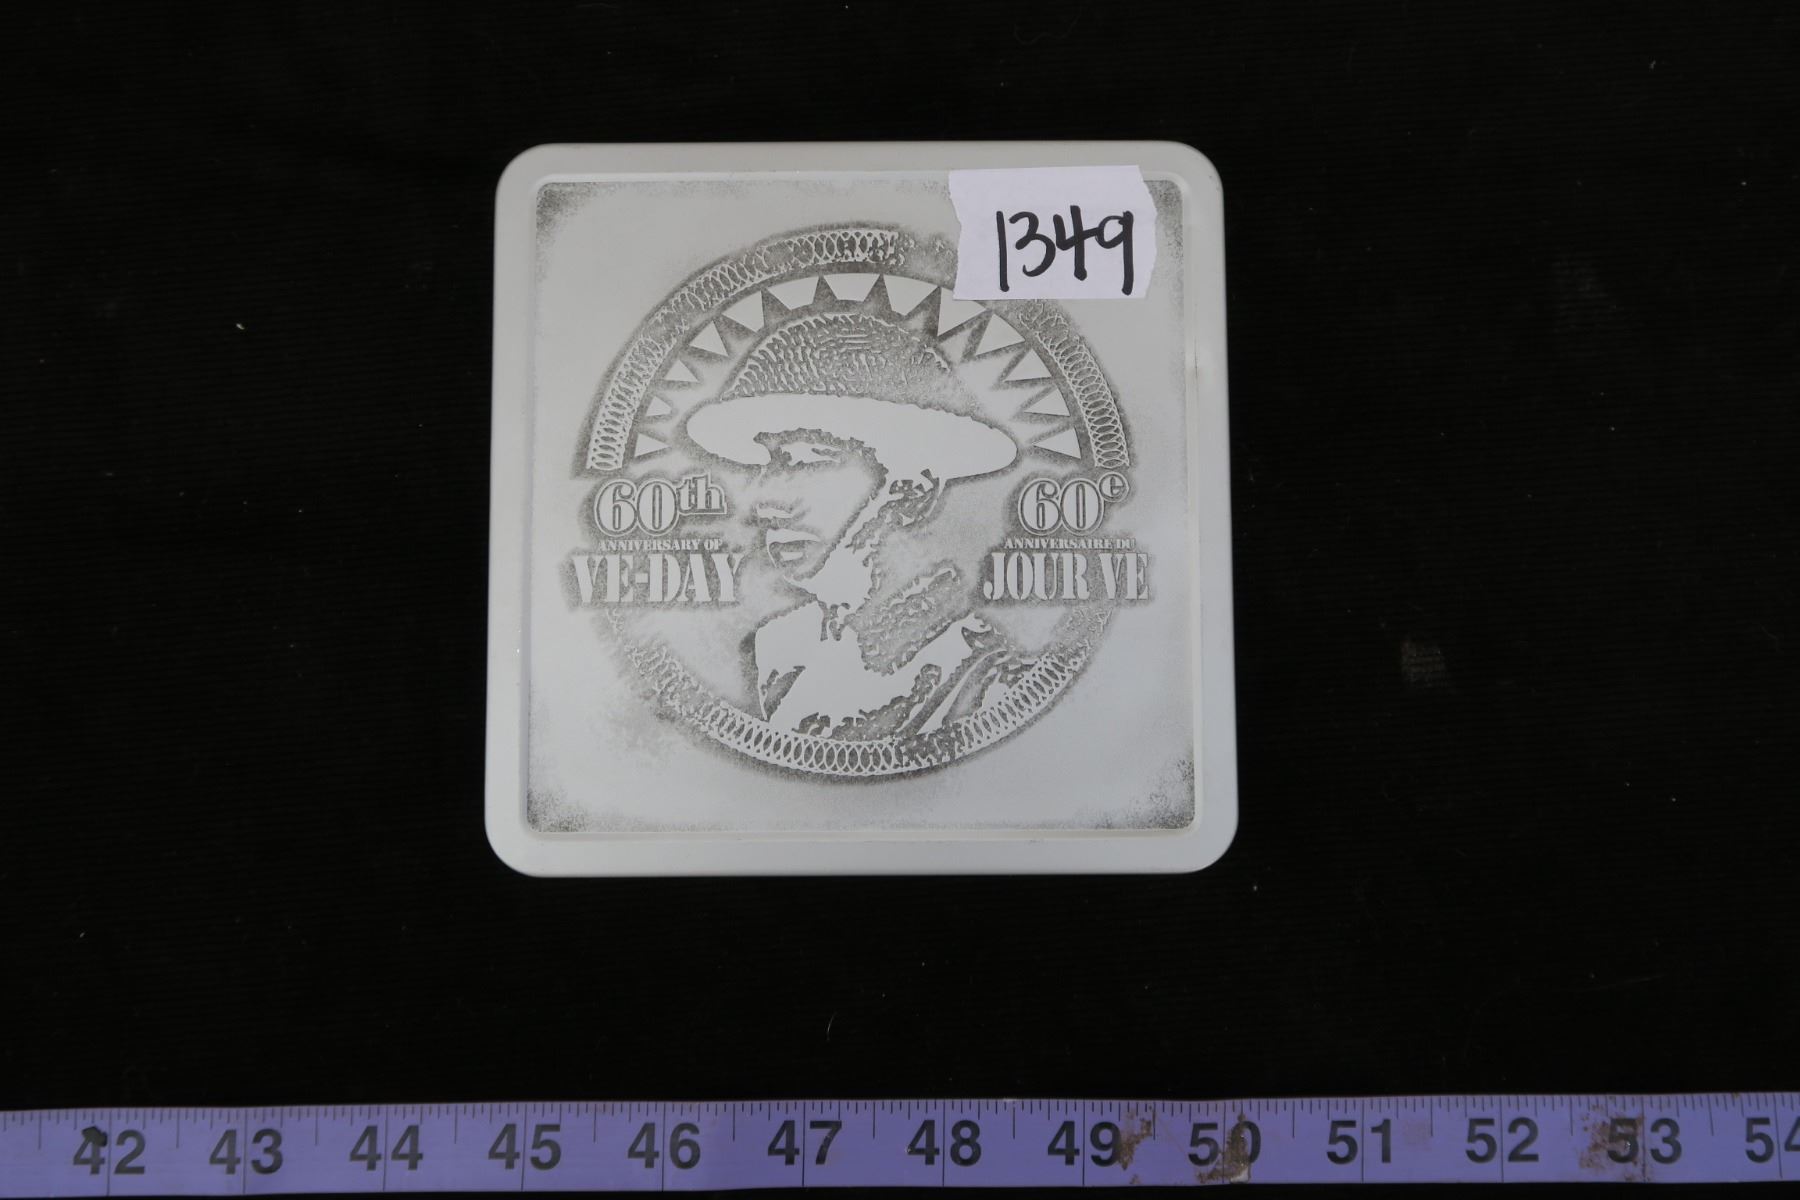 1349
60th
ANNIVERSARY OF
VE-DAY
60e
ANNIVERSAIRE DU
JOUR VE
42 43 44 45 46 47 48 49 50 51 52 53 54